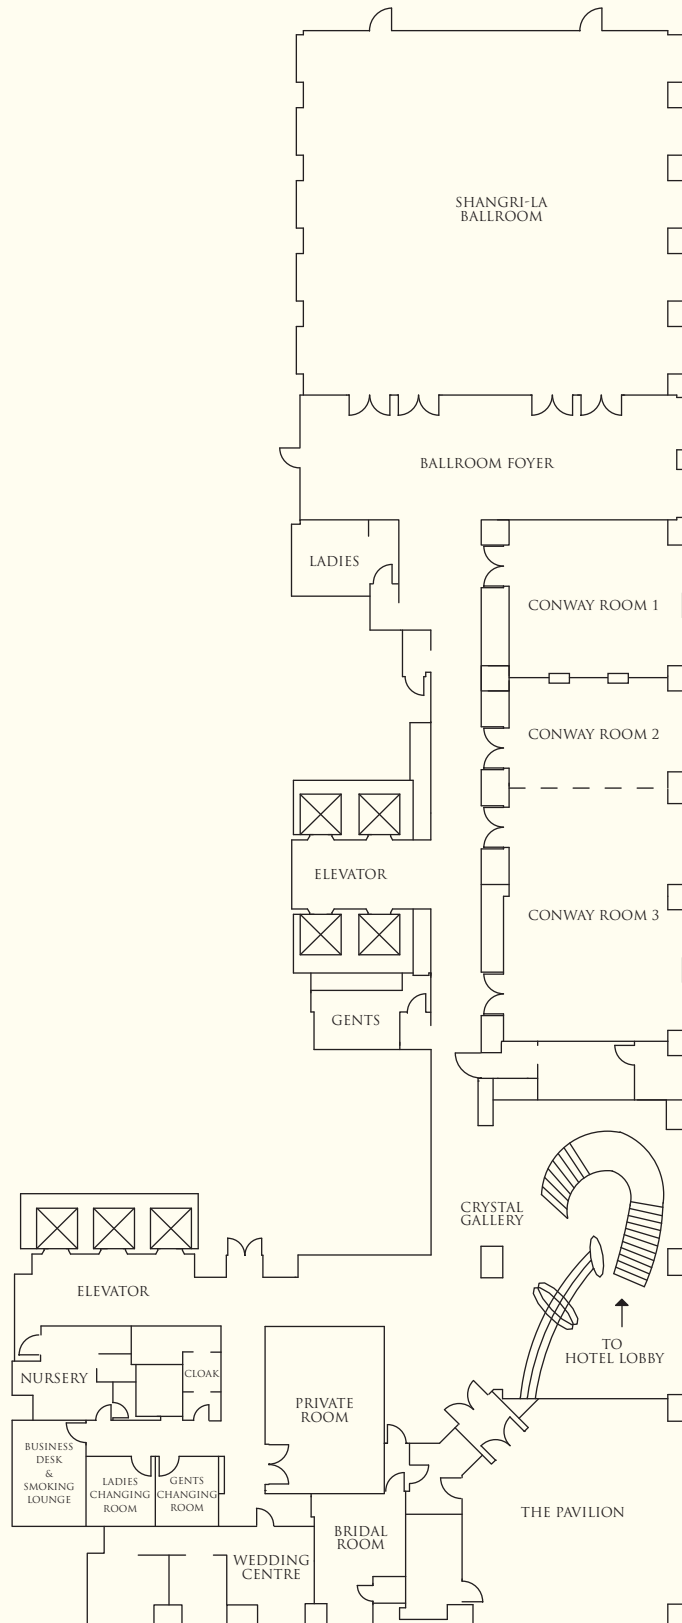 SHANGRI-LA
BALLROOM
BALLROOM FOYER
LADIES
CONWAY ROOM 1
CONWAY ROOM 2
ELEVATOR
CONWAY ROOM 3
GENTS
CRYSTAL
GALLERY
ELEVATOR
TO
HOTEL LOBBY
NURSERY
CLOAK
PRIVATE
ROOM
BUSINESS
DESK
&
SMOKING
LOUNGE
LADIES
CHANGING
ROOM
GENTS
CHANGING
ROOM
THE PAVILION
BRIDAL
ROOM
WEDDING
CENTRE